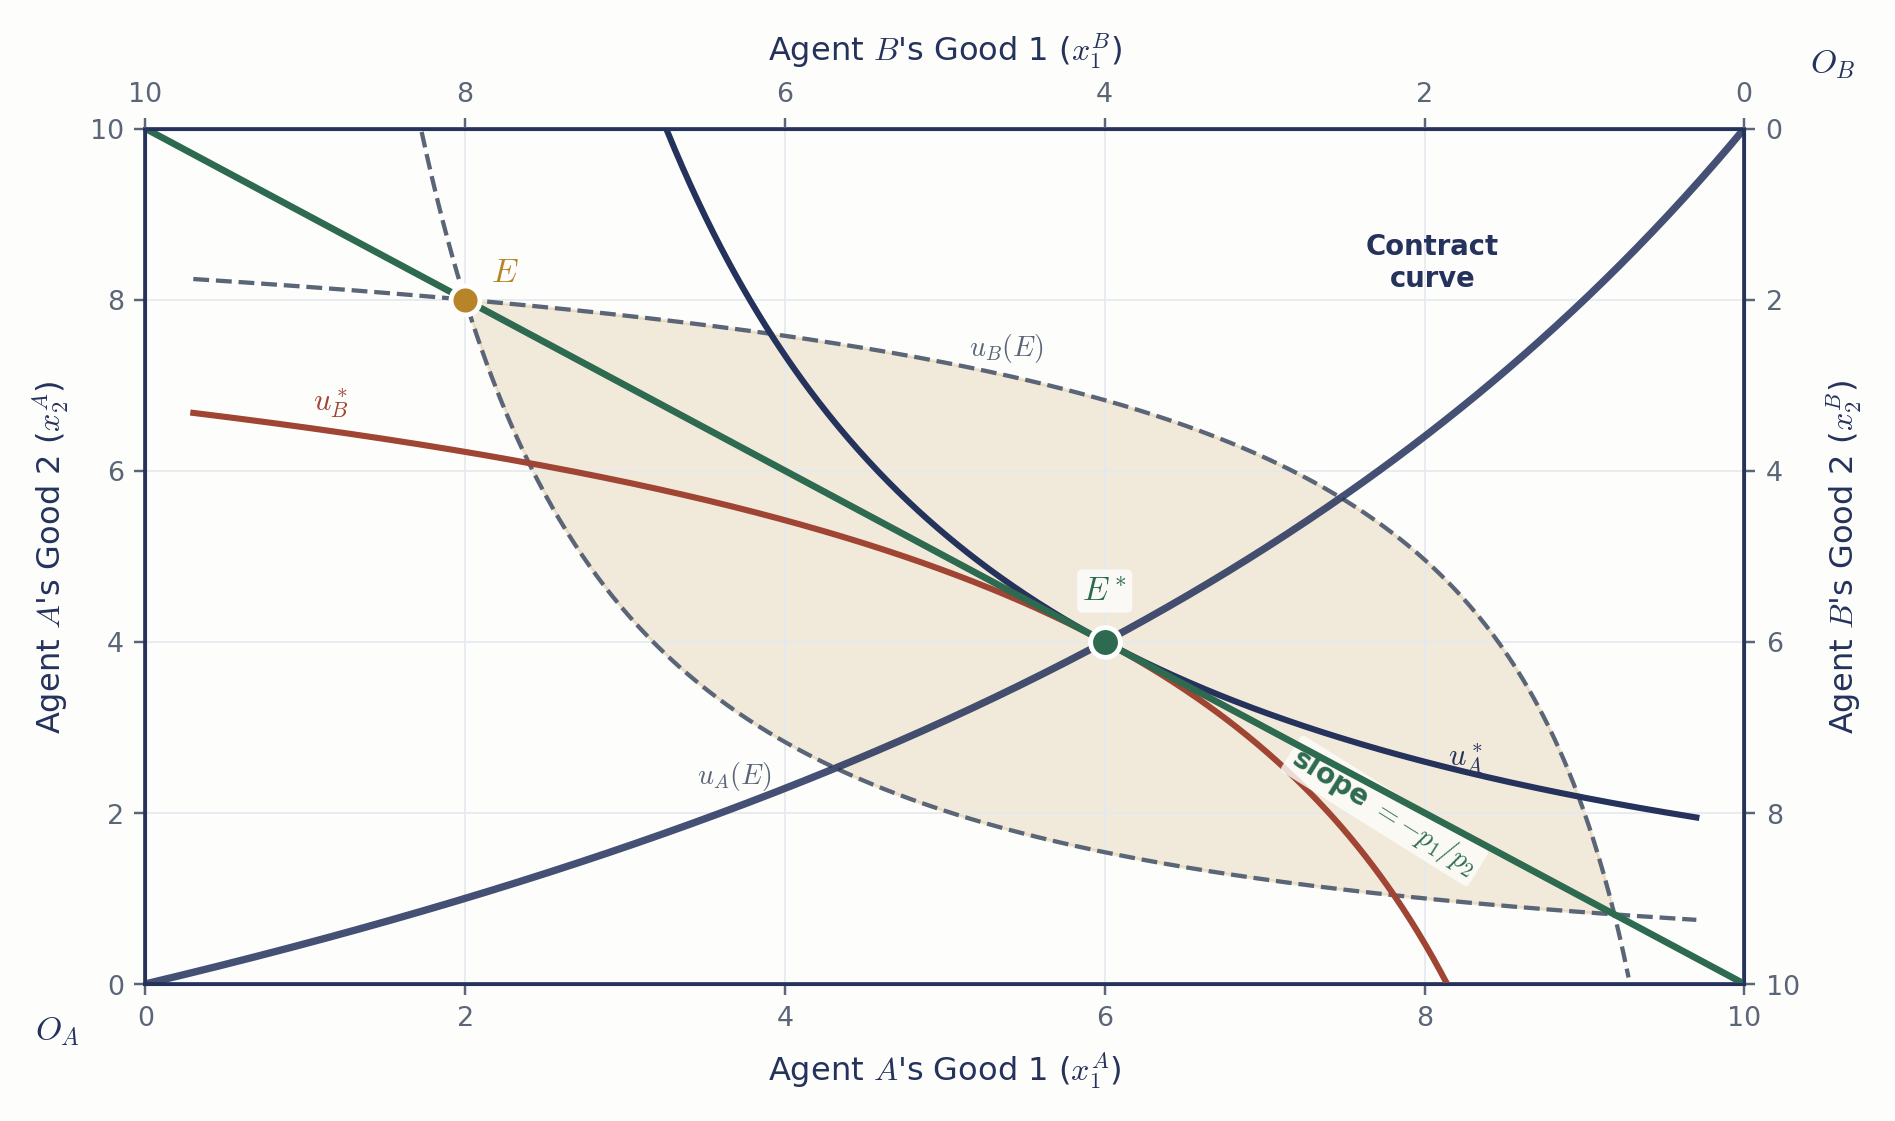 Agent B's Good 1 (x₁ᴮ)
O_B
10 8 6 4 2 0
10 0
Contract
curve
E
8 2
u_B(E)
u_B^*
Agent A's Good 2 (x₂ᴬ)
Agent B's Good 2 (x₂ᴮ)
6 4
E^*
4 6
u_A^*
slope = −p₁/p₂
u_A(E)
2 8
0 10
0 2 4 6 8 10
O_A
Agent A's Good 1 (x₁ᴬ)